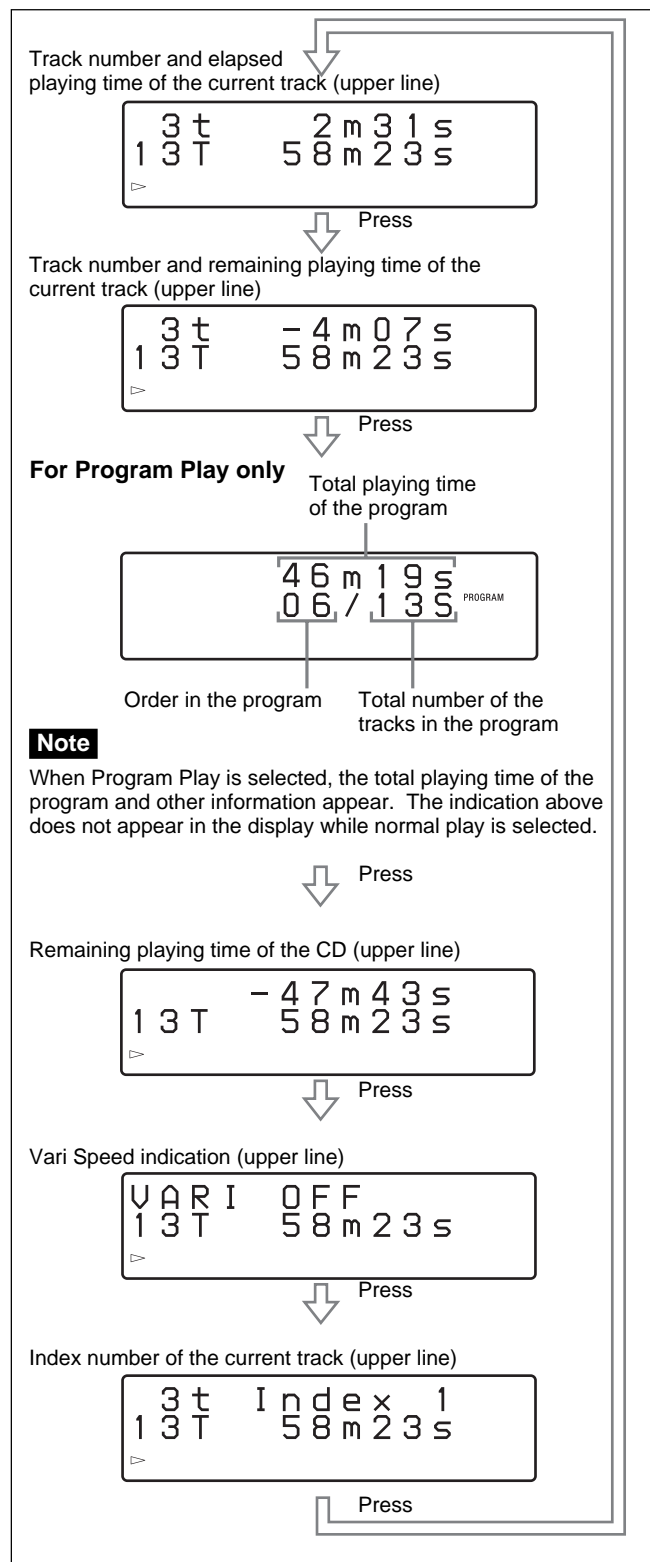 Track number and elapsed
playing time of the current track (upper line)
3t 2m31s
13T 58m23s
Press
Track number and remaining playing time of the
current track (upper line)
3t -4m07s
13T 58m23s
Press
For Program Play only
Total playing time
of the program
46m19s
06/13S PROGRAM
Order in the program
Total number of the
tracks in the program
Note
When Program Play is selected, the total playing time of the
program and other information appear. The indication above
does not appear in the display while normal play is selected.
Press
Remaining playing time of the CD (upper line)
-47m43s
13T 58m23s
Press
Vari Speed indication (upper line)
VARI OFF
13T 58m23s
Press
Index number of the current track (upper line)
3t Index 1
13T 58m23s
Press